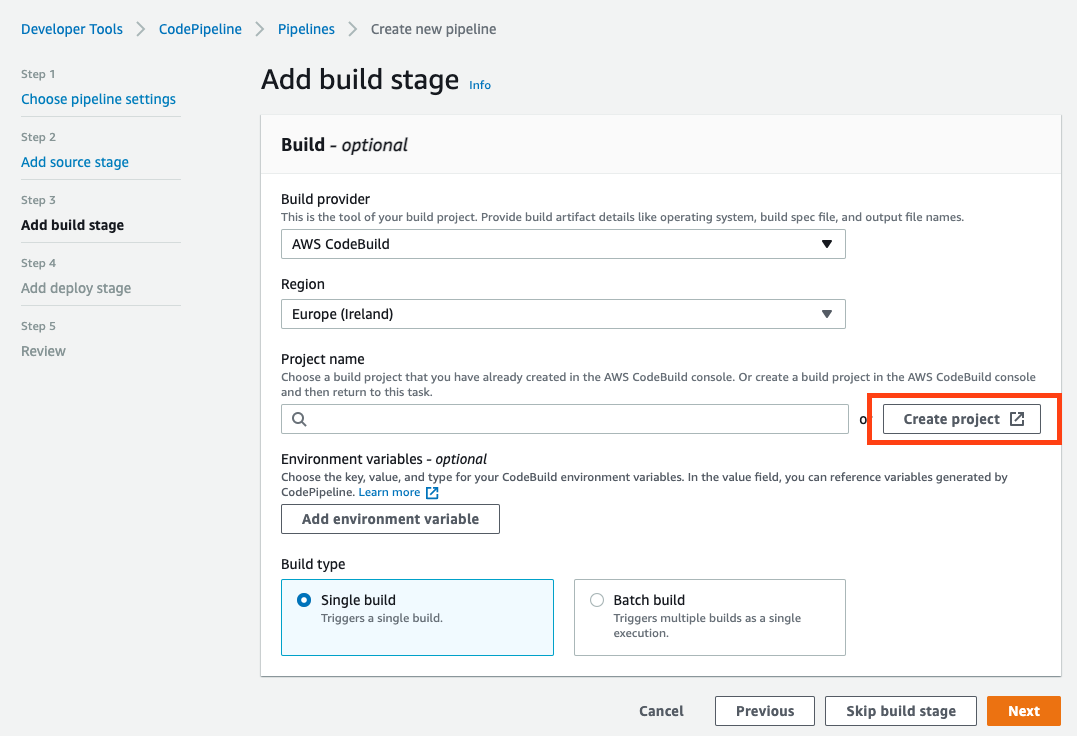 Developer Tools > CodePipeline > Pipelines > Create new pipeline
Step 1
Choose pipeline settings
Step 2
Add source stage
Step 3
Add build stage
Step 4
Add deploy stage
Step 5
Review
Add build stage Info
Build - optional
Build provider
This is the tool of your build project. Provide build artifact details like operating system, build spec file, and output file names.
AWS CodeBuild
Region
Europe (Ireland)
Project name
Choose a build project that you have already created in the AWS CodeBuild console. Or create a build project in the AWS CodeBuild console
and then return to this task.
or Create project
Environment variables - optional
Choose the key, value, and type for your CodeBuild environment variables. In the value field, you can reference variables generated by
CodePipeline. Learn more
Add environment variable
Build type
Single build
Triggers a single build.
Batch build
Triggers multiple builds as a single
execution.
Cancel Previous Skip build stage Next